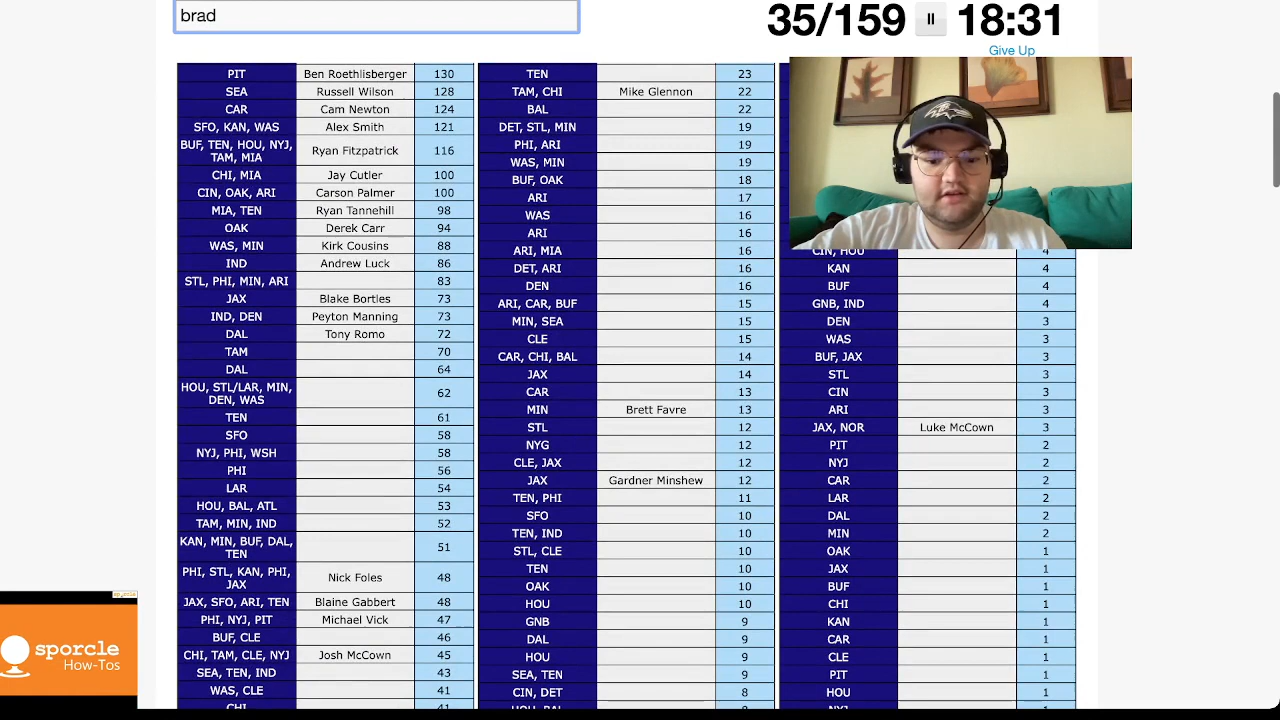 brad
35/159 18:31
Give Up
PIT Ben Roethlisberger 130
SEA Russell Wilson 128
CAR Cam Newton 124
SFO, KAN, WAS Alex Smith 121
BUF, TEN, HOU, NYJ,
TAM, MIA Ryan Fitzpatrick 116
CHI, MIA Jay Cutler 100
CIN, OAK, ARI Carson Palmer 100
MIA, TEN Ryan Tannehill 98
OAK Derek Carr 94
WAS, MIN Kirk Cousins 88
IND Andrew Luck 86
STL, PHI, MIN, ARI 83
JAX Blake Bortles 73
IND, DEN Peyton Manning 73
DAL Tony Romo 72
TAM 70
DAL 64
HOU, STL/LAR, MIN,
DEN, WAS 62
TEN 61
SFO 58
NYJ, PHI, WSH 58
PHI 56
LAR 54
HOU, BAL, ATL 53
TAM, MIN, IND 52
KAN, MIN, BUF, DAL,
TEN 51
PHI, STL, KAN, PHI,
JAX Nick Foles 48
JAX, SFO, ARI, TEN Blaine Gabbert 48
PHI, NYJ, PIT Michael Vick 47
BUF, CLE 46
CHI, TAM, CLE, NYJ Josh McCown 45
SEA, TEN, IND 43
WAS, CLE 41
CHI 41
TEN 23
TAM, CHI Mike Glennon 22
BAL 22
DET, STL, MIN 19
PHI, ARI 19
WAS, MIN 19
BUF, OAK 18
ARI 17
WAS 16
ARI 16
ARI, MIA 16
DET, ARI 16
DEN 16
ARI, CAR, BUF 15
MIN, SEA 15
CLE 15
CAR, CHI, BAL 14
JAX 14
CAR 13
MIN Brett Favre 13
STL 12
NYG 12
CLE, JAX 12
JAX Gardner Minshew 12
TEN, PHI 11
SFO 10
TEN, IND 10
STL, CLE 10
TEN 10
OAK 10
HOU 10
GNB 9
DAL 9
HOU 9
SEA, TEN 9
CIN, DET 8
HOU, BAL 8
CIN, HOU 4
KAN 4
BUF 4
GNB, IND 4
DEN 3
WAS 3
BUF, JAX 3
STL 3
CIN 3
ARI 3
JAX, NOR Luke McCown 3
PIT 2
NYJ 2
CAR 2
LAR 2
DAL 2
MIN 2
OAK 1
JAX 1
BUF 1
CHI 1
KAN 1
CAR 1
CLE 1
PIT 1
HOU 1
NYJ 1
sporcle
sporcle
How-Tos